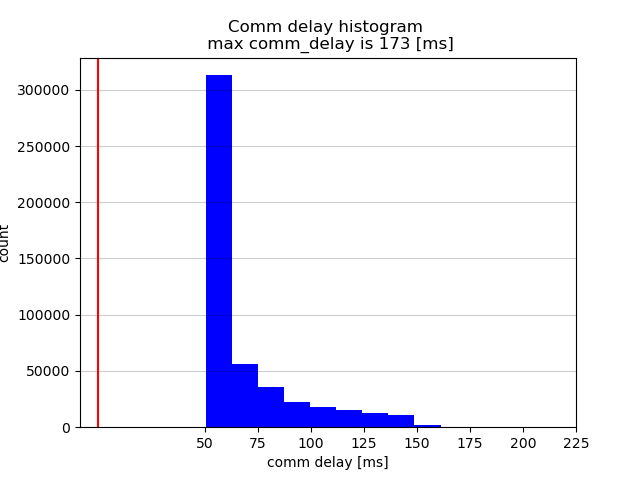 Comm delay histogram
max comm_delay is 173 [ms]
300000
250000
200000
150000
100000
50000
0
count
50 75 100 125 150 175 200 225
comm delay [ms]